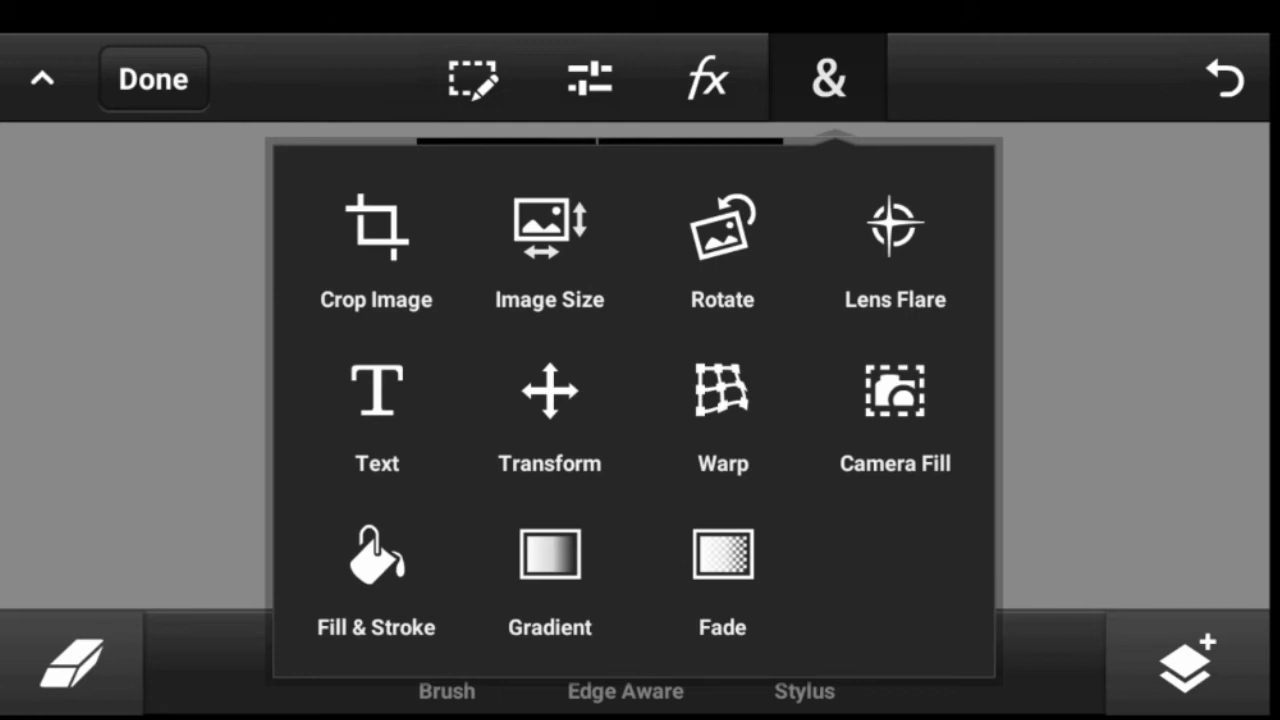 Done fx &
Crop Image Image Size Rotate Lens Flare
Text Transform Warp Camera Fill
Fill & Stroke Gradient Fade
Brush Edge Aware Stylus